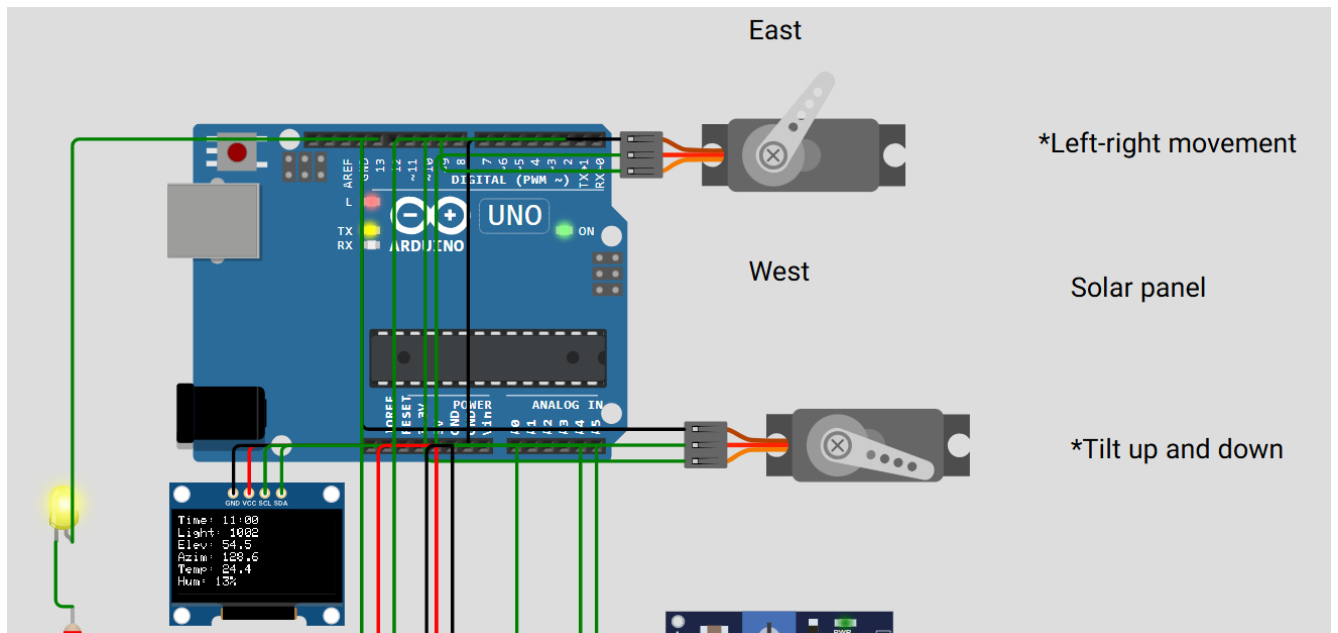 East
*Left-right movement
AREF
GND
13
12
~11
~10
~9
8
7
~6
~5
4
~3
2
TX→1
RX←0
DIGITAL (PWM ~)
L
TX
RX
ARDUINO
UNO
ON
West
Solar panel
IOREF
RESET
3.3V
5V
GND
GND
Vin
POWER
ANALOG IN
A0
A1
A2
A3
A4
A5
*Tilt up and down
GND VCC SCL SDA
Time: 11:00
Light: 1002
Elev: 54.5
Azim: 128.6
Temp: 24.4
Hum: 13%
PWR